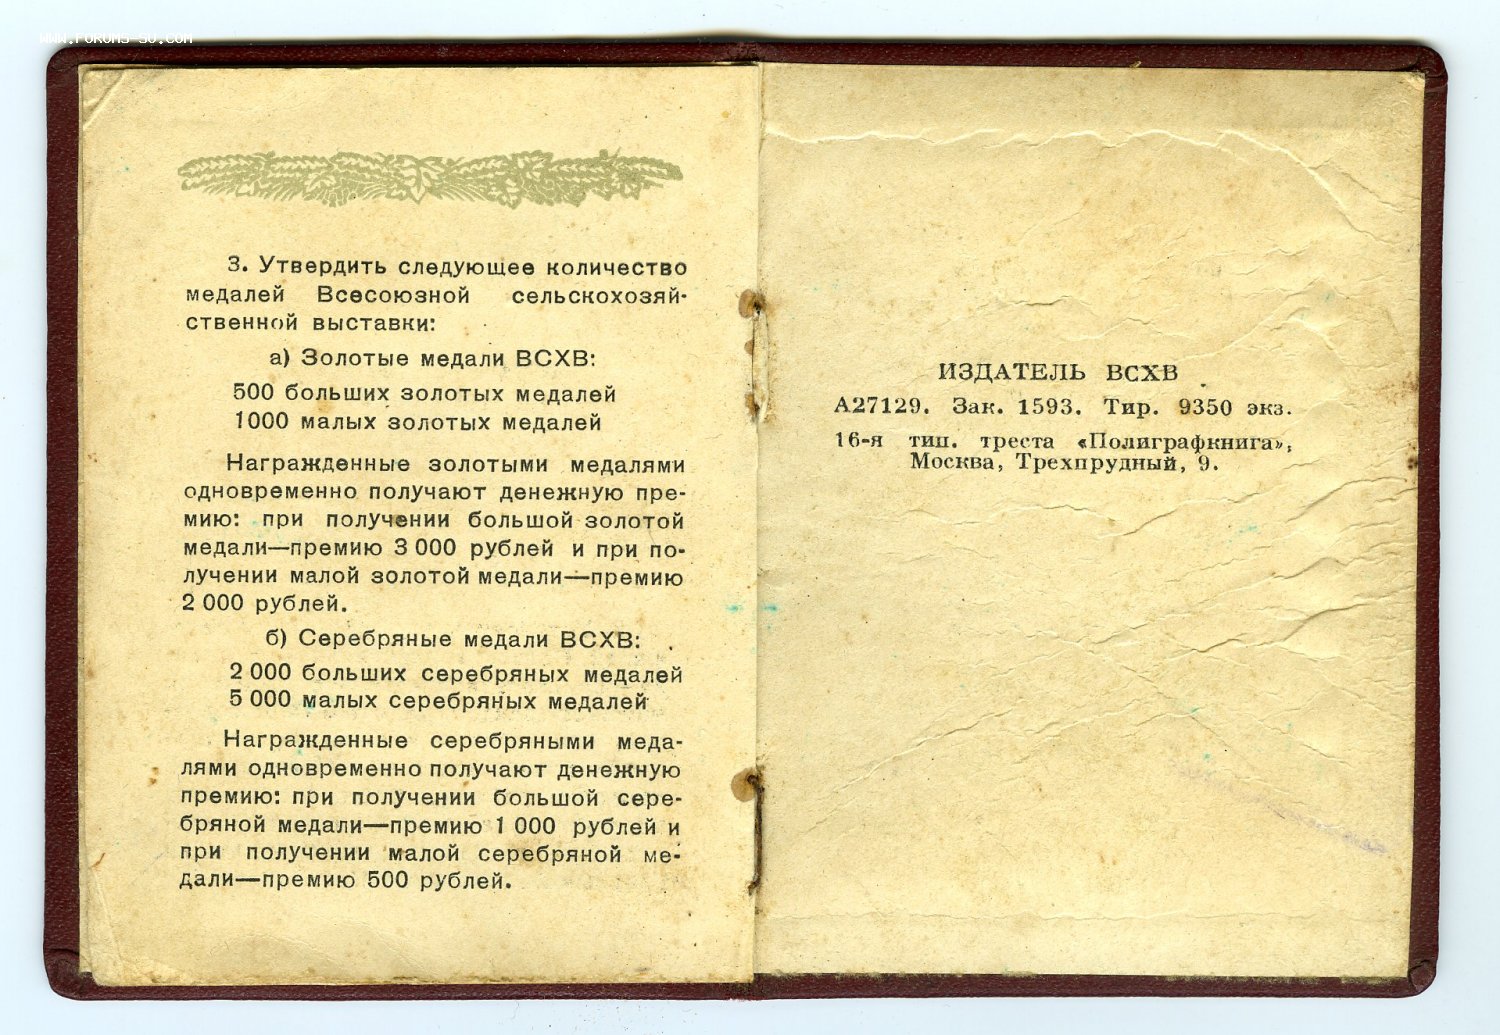 WWW.FORUMS-SU.COM
3. Утвердить следующее количество
медалей Всесоюзной сельскохозяй-
ственной выставки:
а) Золотые медали ВСХВ:
500 больших золотых медалей
1000 малых золотых медалей
Награжденные золотыми медалями
одновременно получают денежную пре-
мию: при получении большой золотой
медали—премию 3 000 рублей и при по-
лучении малой золотой медали—премию
2 000 рублей.
б) Серебряные медали ВСХВ:
2 000 больших серебряных медалей
5 000 малых серебряных медалей
Награжденные серебряными меда-
лями одновременно получают денежную
премию: при получении большой сере-
бряной медали—премию 1 000 рублей и
при получении малой серебряной ме-
дали—премию 500 рублей.
ИЗДАТЕЛЬ ВСХВ
А27129. Зак. 1593. Тир. 9350 экз.
16-я тип. треста «Полиграфкнига»,
Москва, Трехпрудный, 9.